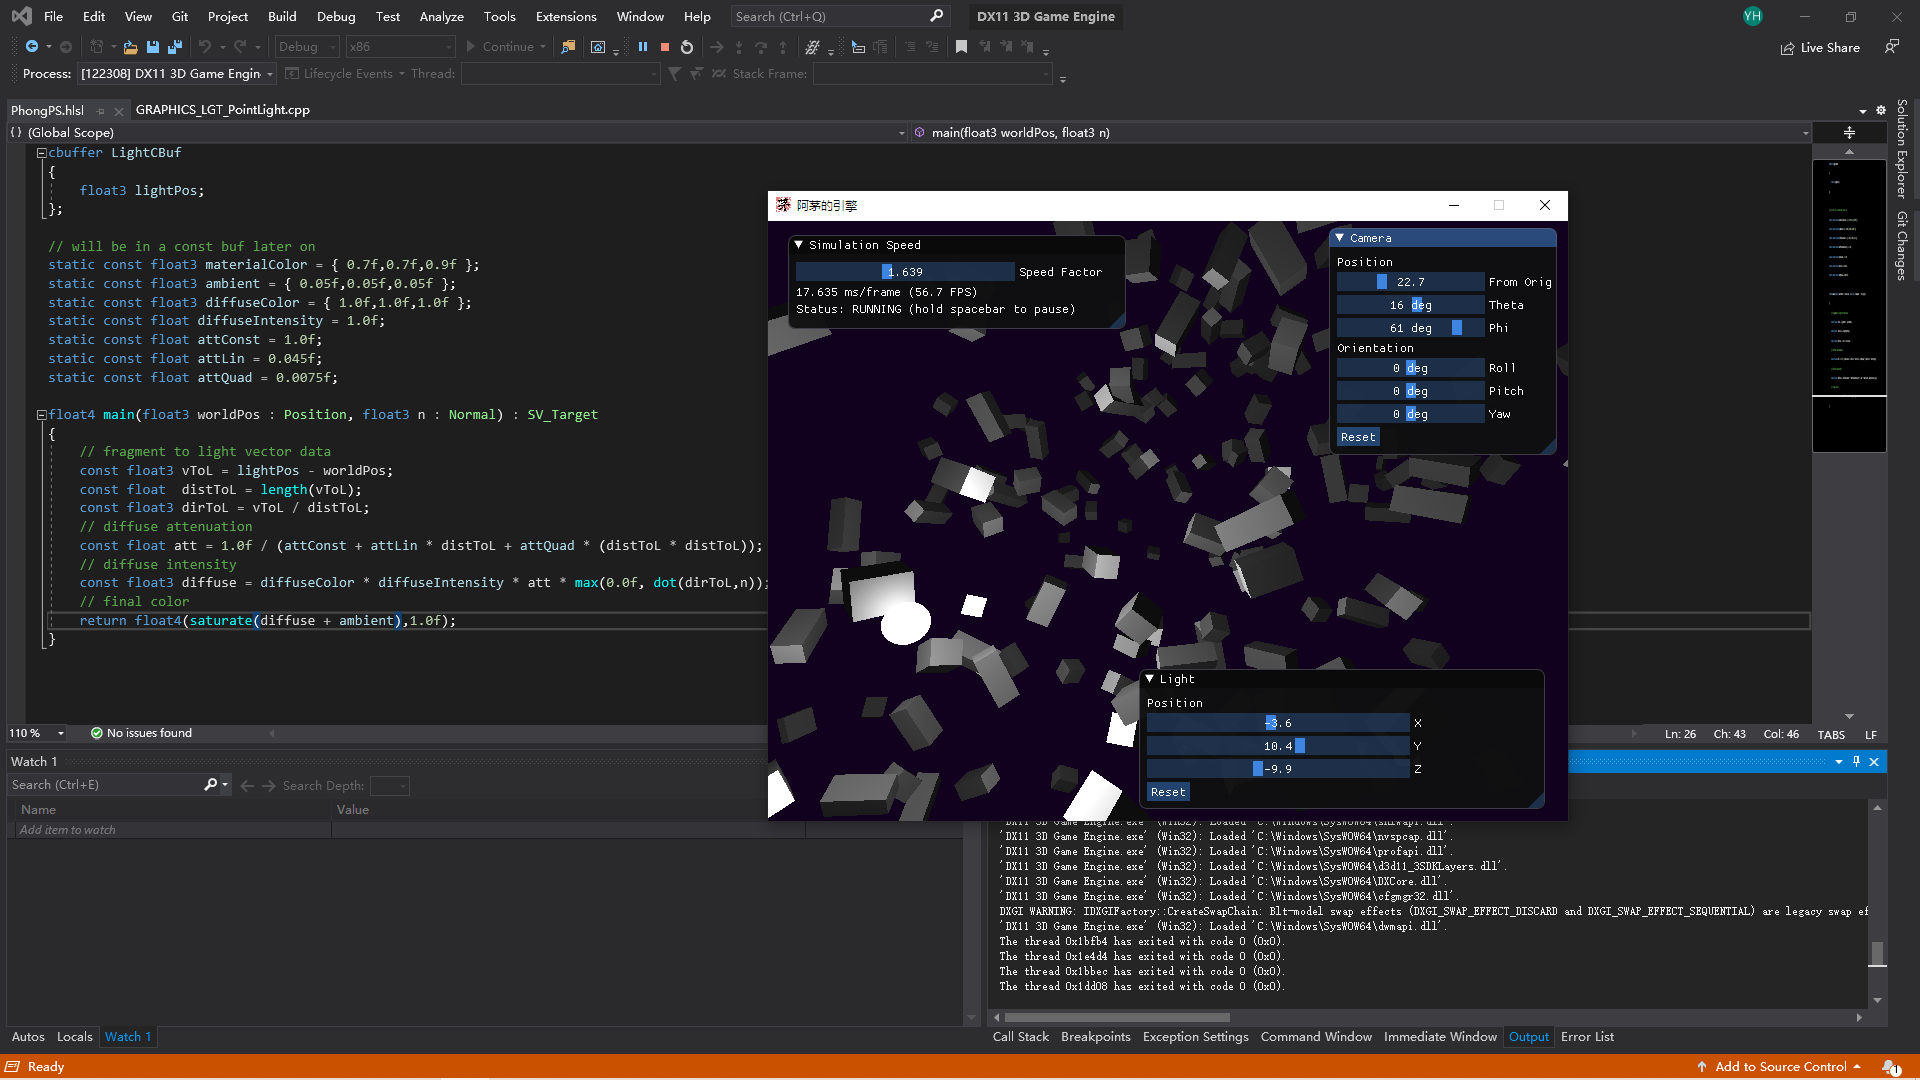 File Edit View Git Project Build Debug Test Analyze Tools Extensions Window Help Search (Ctrl+Q) DX11 3D Game Engine YH
Debug x86 Continue Live Share
Process: [122308] DX11 3D Game Engin Lifecycle Events Thread: Stack Frame:
PhongPS.hlsl GRAPHICS_LGT_PointLight.cpp
(Global Scope) main(float3 worldPos, float3 n)
cbuffer LightCBuf
{
float3 lightPos;
};
// will be in a const buf later on
static const float3 materialColor = { 0.7f,0.7f,0.9f };
static const float3 ambient = { 0.05f,0.05f,0.05f };
static const float3 diffuseColor = { 1.0f,1.0f,1.0f };
static const float diffuseIntensity = 1.0f;
static const float attConst = 1.0f;
static const float attLin = 0.045f;
static const float attQuad = 0.0075f;
float4 main(float3 worldPos : Position, float3 n : Normal) : SV_Target
{
// fragment to light vector data
const float3 vToL = lightPos - worldPos;
const float  distToL = length(vToL);
const float3 dirToL = vToL / distToL;
// diffuse attenuation
const float att = 1.0f / (attConst + attLin * distToL + attQuad * (distToL * distToL));
// diffuse intensity
const float3 diffuse = diffuseColor * diffuseIntensity * att * max(0.0f, dot(dirToL,n));
// final color
return float4(saturate(diffuse + ambient),1.0f);
}
110 % No issues found Ln: 26 Ch: 43 Col: 46 TABS LF
阿茅的引擎
Simulation Speed
1.639 Speed Factor
17.635 ms/frame (56.7 FPS)
Status: RUNNING (hold spacebar to pause)
Camera
Position
22.7 From Orig
16 deg Theta
61 deg Phi
Orientation
0 deg Roll
0 deg Pitch
0 deg Yaw
Reset
Light
Position
-3.6 X
10.4 Y
-9.9 Z
Reset
Solution Explorer
Git Changes
Watch 1
Search (Ctrl+E) Search Depth:
Name Value
Add item to watch
Autos Locals Watch 1
'DX11 3D Game Engine.exe' (Win32): Loaded 'C:\Windows\SysWOW64\shlwapi.dll'.
'DX11 3D Game Engine.exe' (Win32): Loaded 'C:\Windows\SysWOW64\nvspcap.dll'.
'DX11 3D Game Engine.exe' (Win32): Loaded 'C:\Windows\SysWOW64\profapi.dll'.
'DX11 3D Game Engine.exe' (Win32): Loaded 'C:\Windows\SysWOW64\d3d11_3SDKLayers.dll'.
'DX11 3D Game Engine.exe' (Win32): Loaded 'C:\Windows\SysWOW64\DXCore.dll'.
'DX11 3D Game Engine.exe' (Win32): Loaded 'C:\Windows\SysWOW64\cfgmgr32.dll'.
DXGI WARNING: IDXGIFactory::CreateSwapChain: Blt-model swap effects (DXGI_SWAP_EFFECT_DISCARD and DXGI_SWAP_EFFECT_SEQUENTIAL) are legacy swap ef
'DX11 3D Game Engine.exe' (Win32): Loaded 'C:\Windows\SysWOW64\dwmapi.dll'.
The thread 0x1bfb4 has exited with code 0 (0x0).
The thread 0x1e4d4 has exited with code 0 (0x0).
The thread 0x1bbec has exited with code 0 (0x0).
The thread 0x1dd08 has exited with code 0 (0x0).
Call Stack Breakpoints Exception Settings Command Window Immediate Window Output Error List
Ready Add to Source Control 1